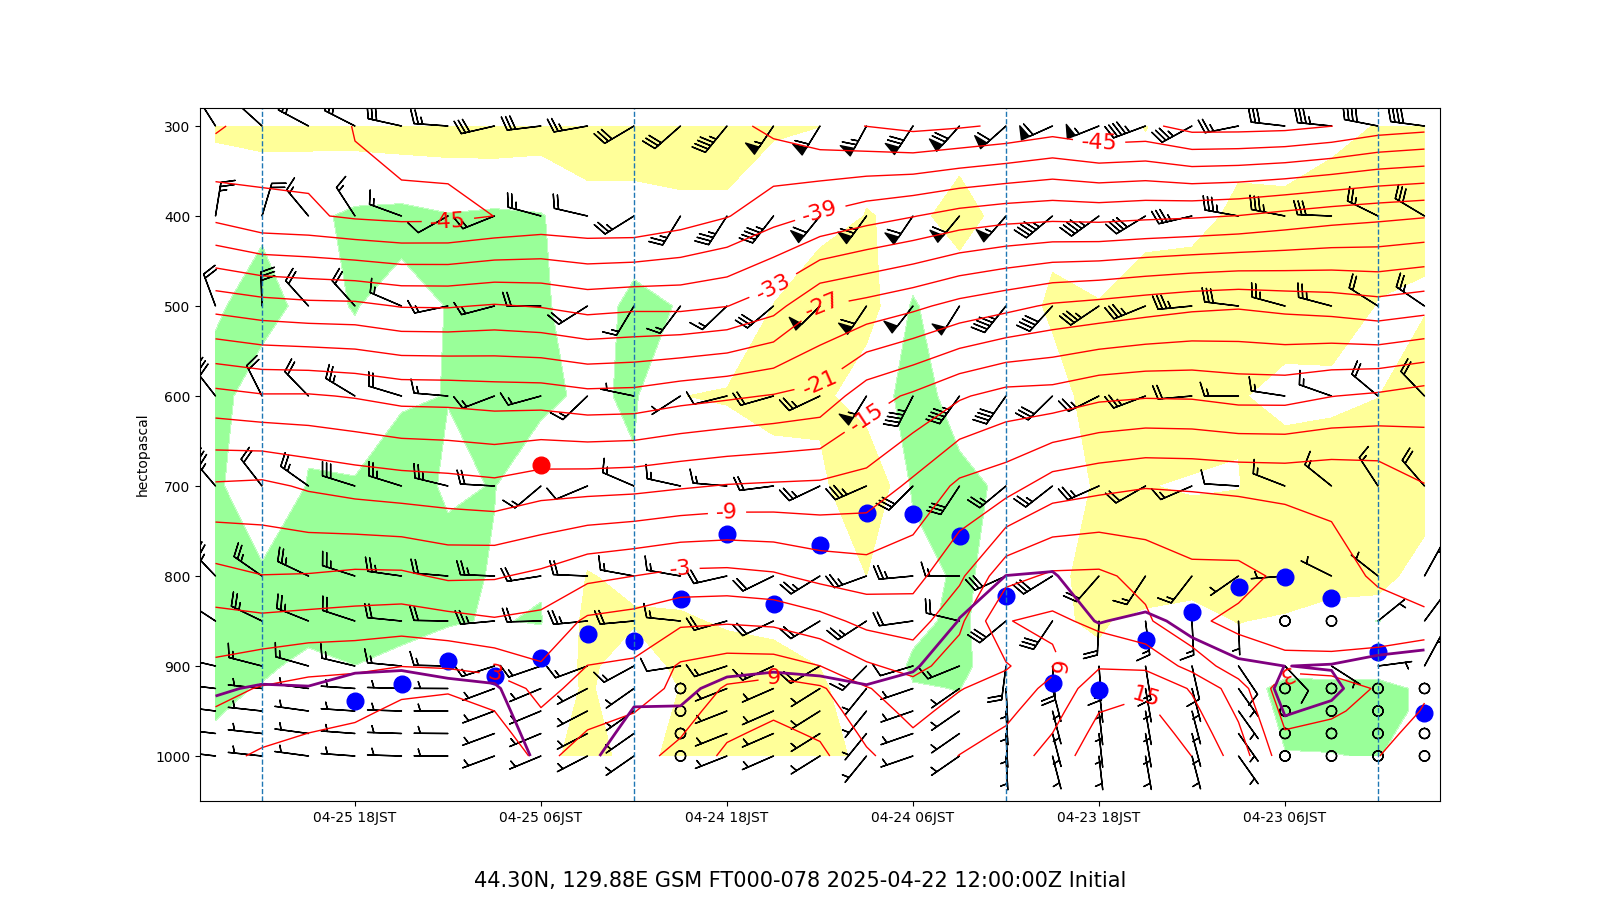 300
400
500
600
700
800
900
1000
hectopascal
-45
-45
-39
-33
-27
-21
-15
-9
-3
3
9
9
15
3
04-25 18JST
04-25 06JST
04-24 18JST
04-24 06JST
04-23 18JST
04-23 06JST
44.30N, 129.88E GSM FT000-078 2025-04-22 12:00:00Z Initial